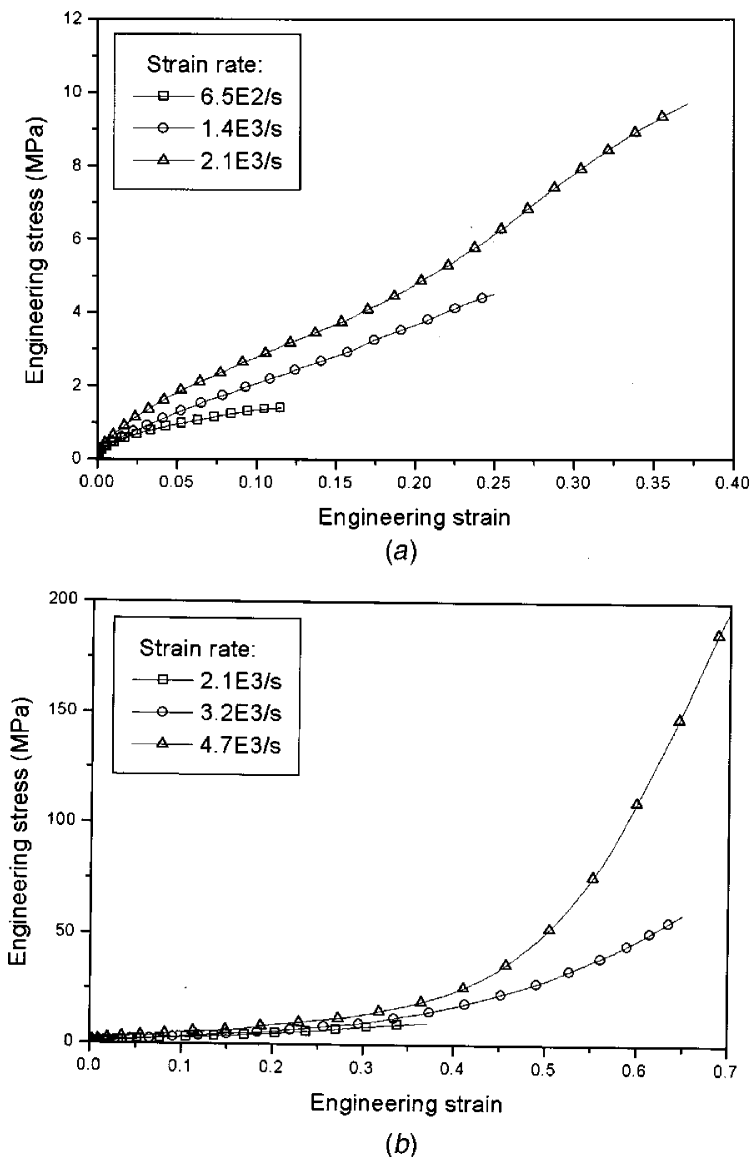 12
10
8
6
4
2
0
Engineering stress (MPa)
Strain rate:
6.5E2/s
1.4E3/s
2.1E3/s
0.00 0.05 0.10 0.15 0.20 0.25 0.30 0.35 0.40
Engineering strain
(a)
200
150
100
50
0
Engineering stress (MPa)
Strain rate:
2.1E3/s
3.2E3/s
4.7E3/s
0.0 0.1 0.2 0.3 0.4 0.5 0.6 0.7
Engineering strain
(b)